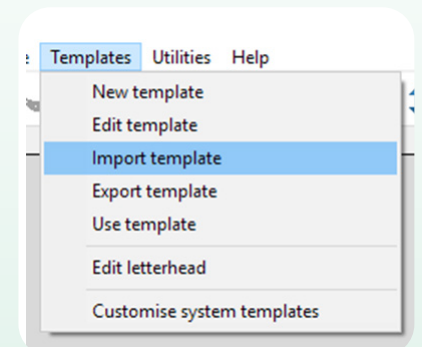 Templates Utilities Help
New template
Edit template
Import template
Export template
Use template
Edit letterhead
Customise system templates